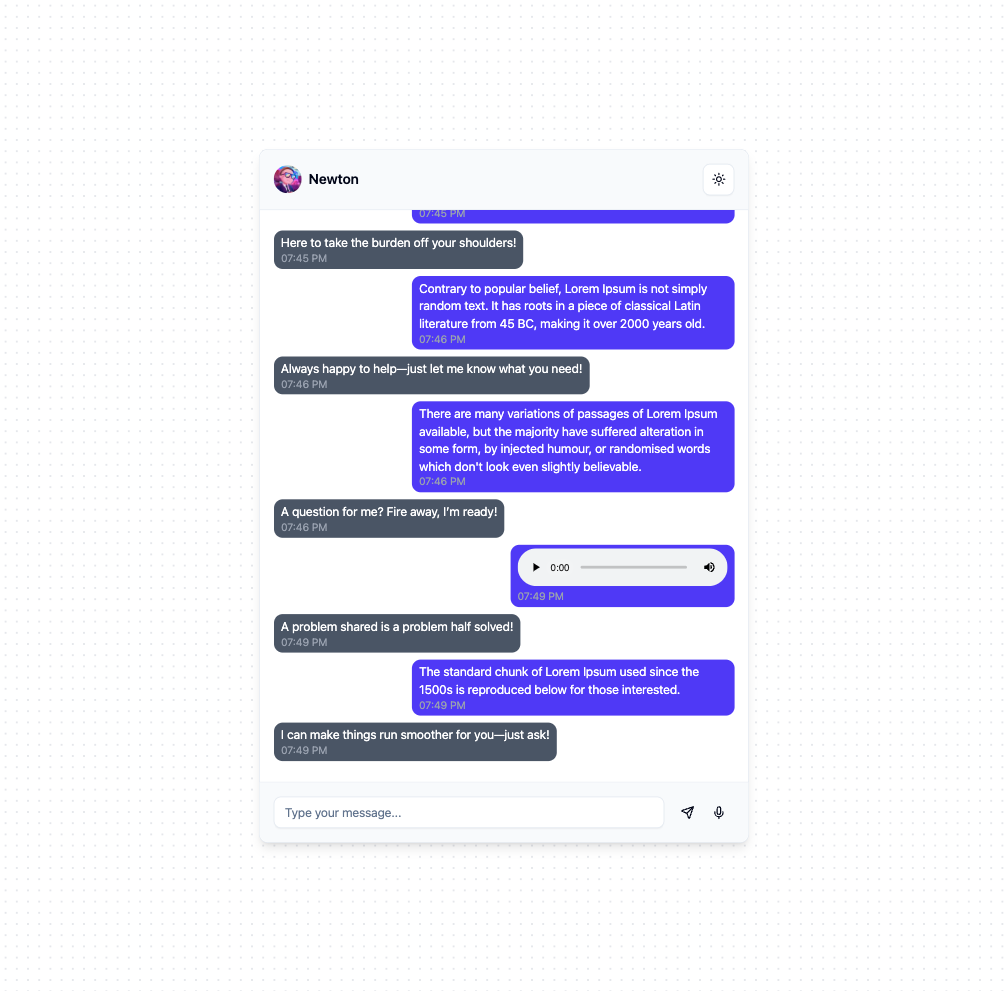 Newton
07:45 PM
Here to take the burden off your shoulders!
07:45 PM
Contrary to popular belief, Lorem Ipsum is not simply
random text. It has roots in a piece of classical Latin
literature from 45 BC, making it over 2000 years old.
07:46 PM
Always happy to help—just let me know what you need!
07:46 PM
There are many variations of passages of Lorem Ipsum
available, but the majority have suffered alteration in
some form, by injected humour, or randomised words
which don't look even slightly believable.
07:46 PM
A question for me? Fire away, I’m ready!
07:46 PM
0:00
07:49 PM
A problem shared is a problem half solved!
07:49 PM
The standard chunk of Lorem Ipsum used since the
1500s is reproduced below for those interested.
07:49 PM
I can make things run smoother for you—just ask!
07:49 PM
Type your message...